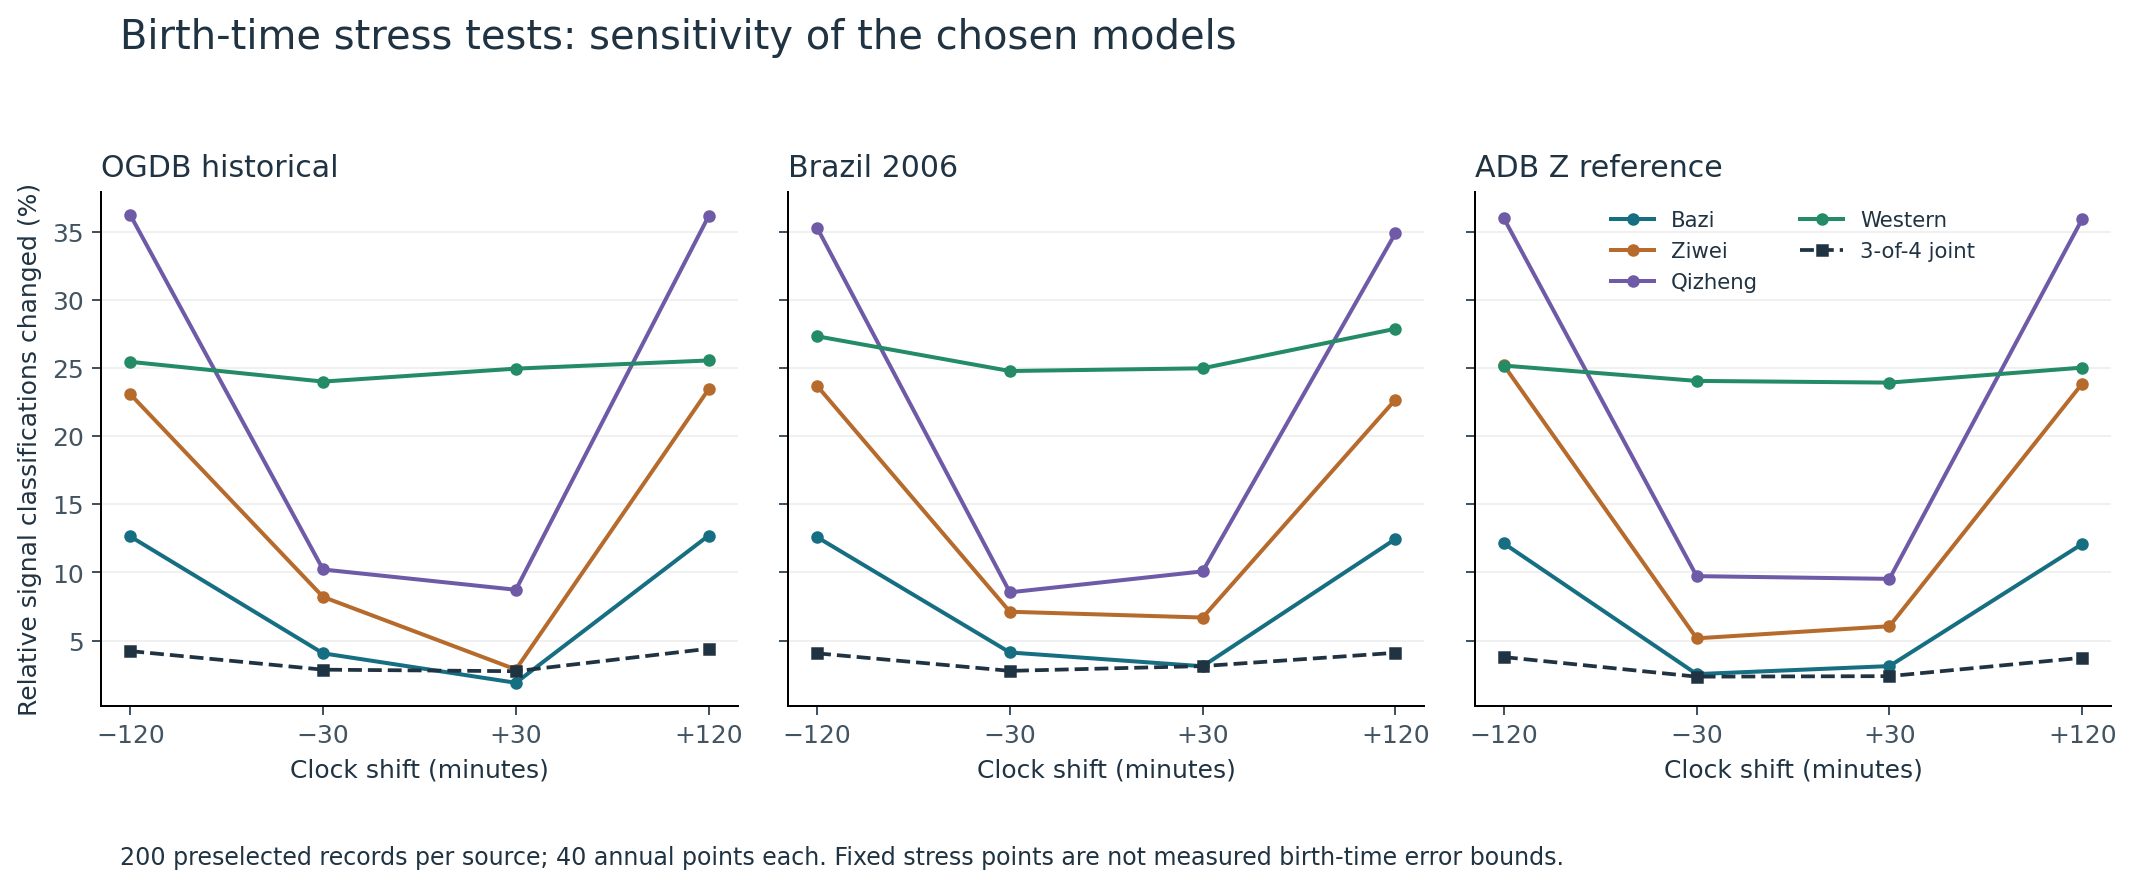 Birth-time stress tests: sensitivity of the chosen models
OGDB historical
Brazil 2006
ADB Z reference
Relative signal classifications changed (%)
35
30
25
20
15
10
5
Bazi
Ziwei
Qizheng
Western
3-of-4 joint
−120 −30 +30 +120
−120 −30 +30 +120
−120 −30 +30 +120
Clock shift (minutes)
Clock shift (minutes)
Clock shift (minutes)
200 preselected records per source; 40 annual points each. Fixed stress points are not measured birth-time error bounds.